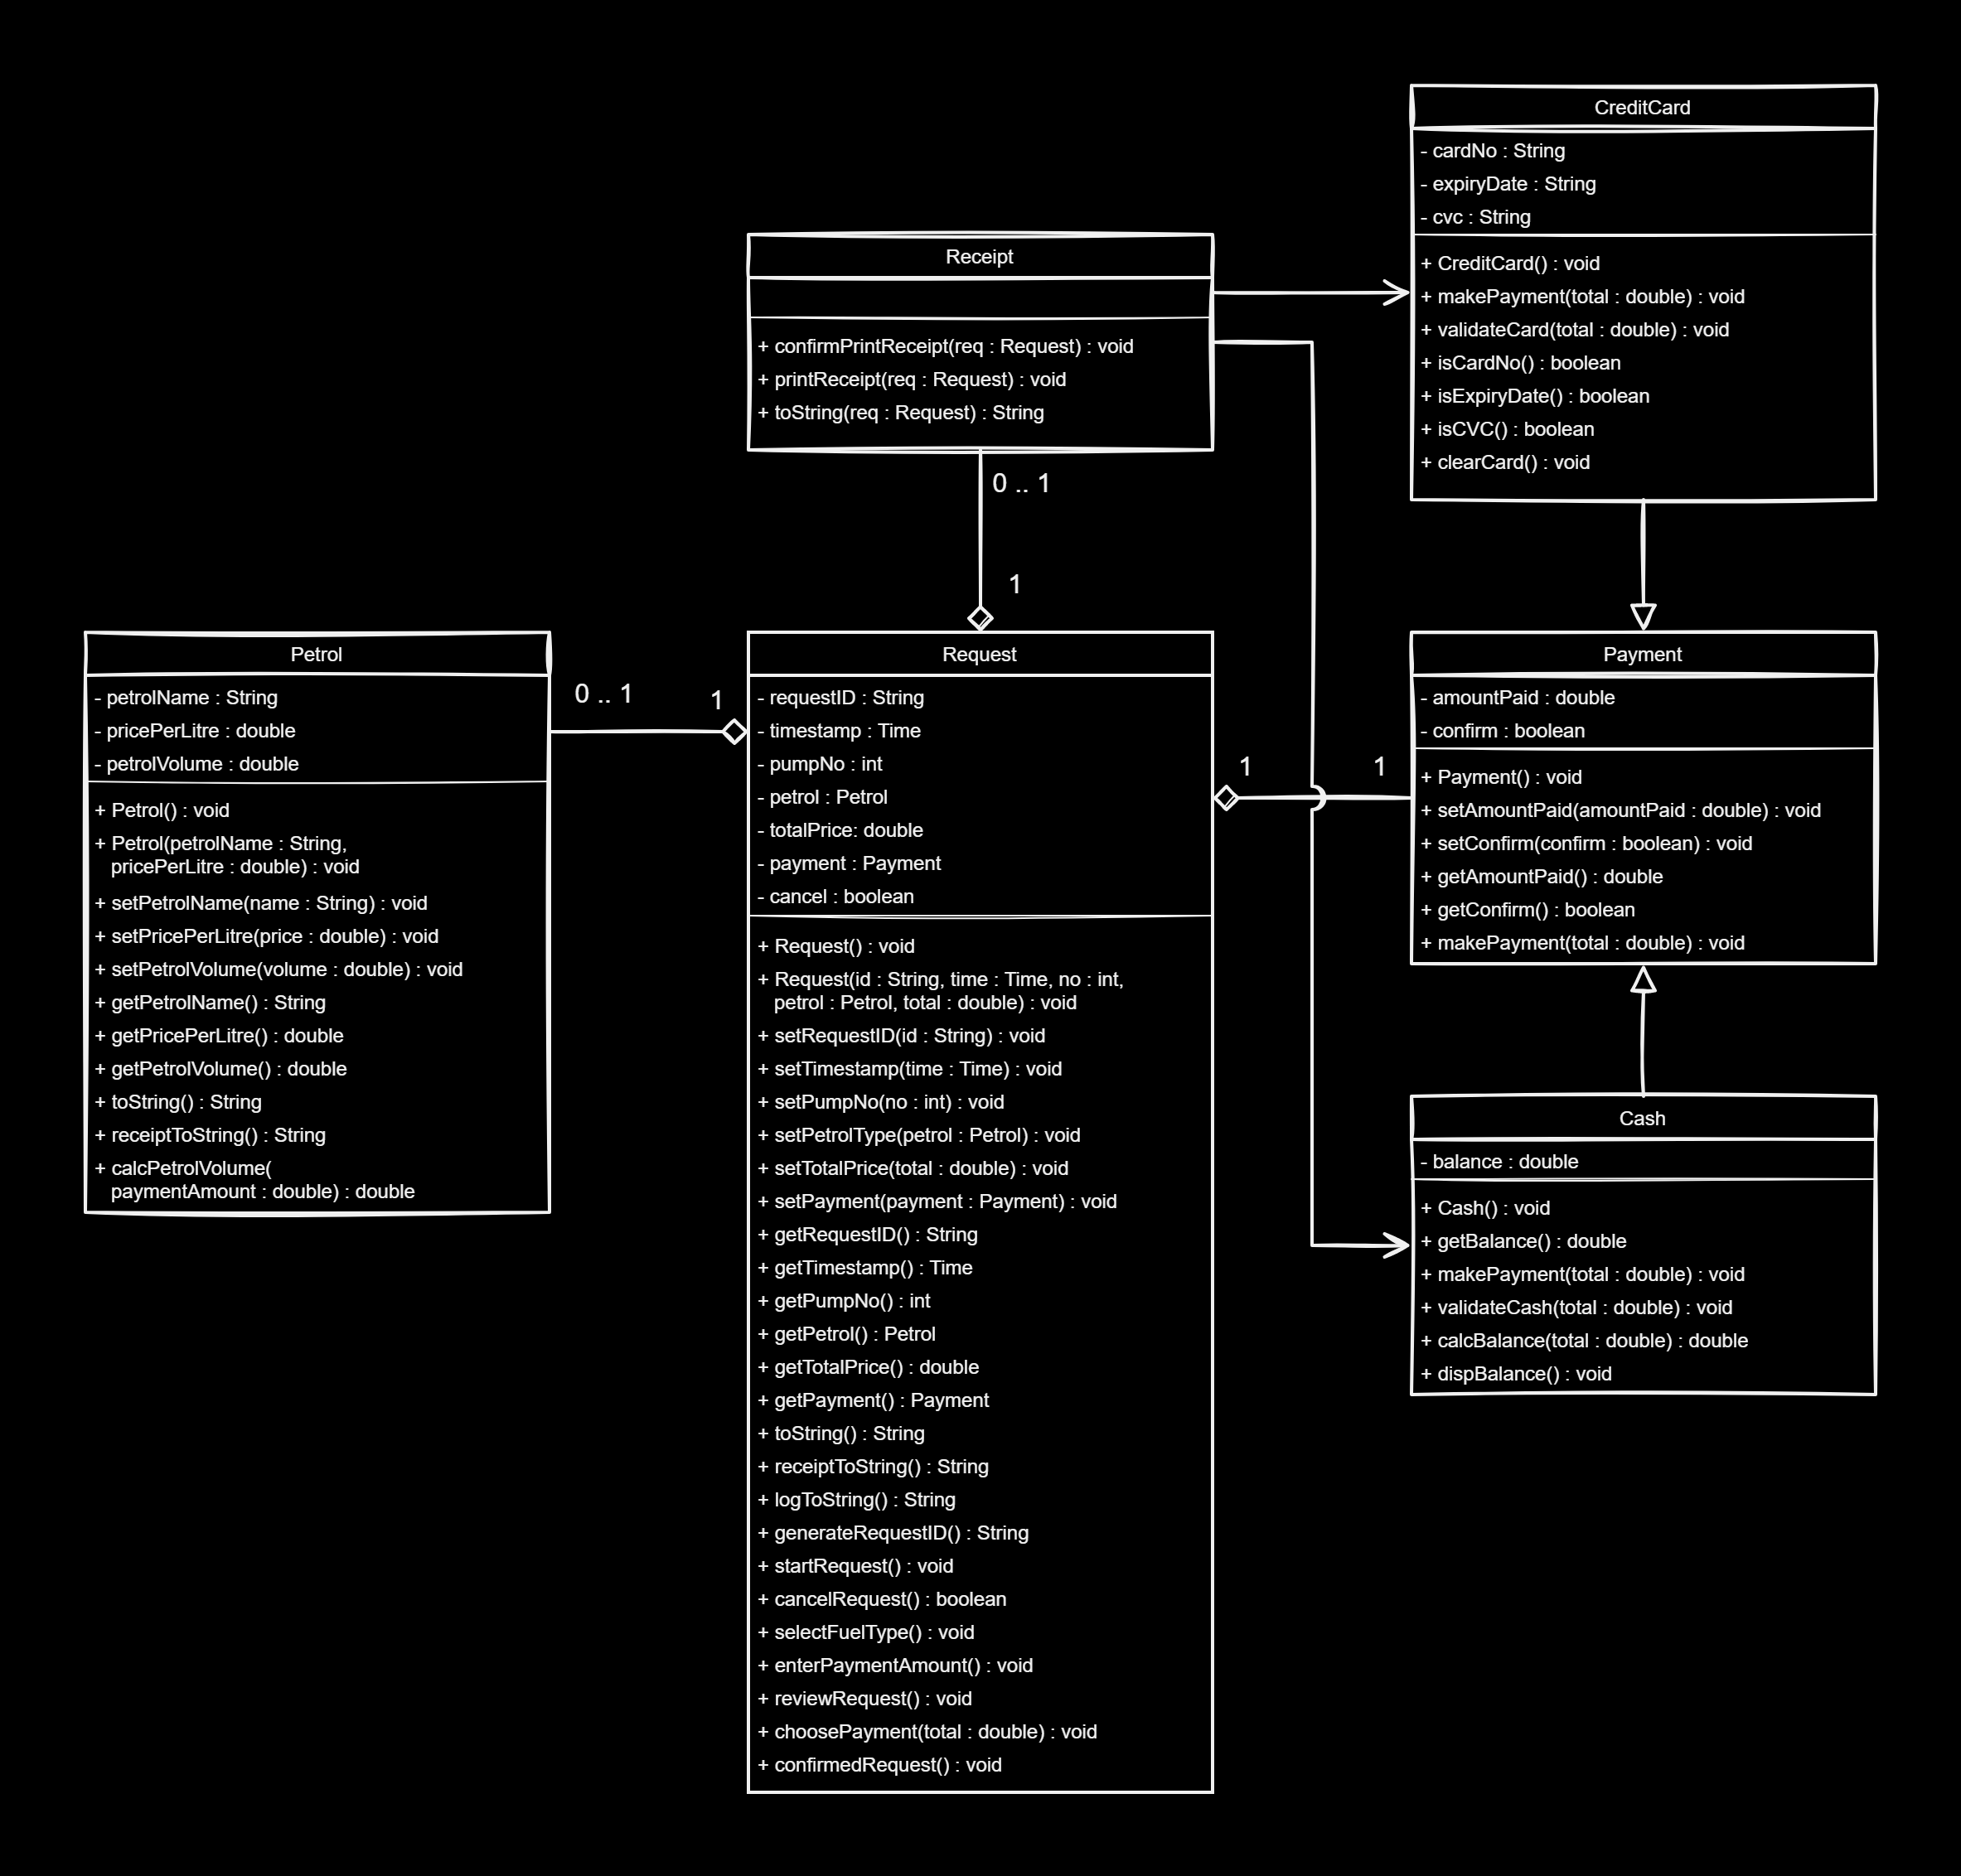 CreditCard
- cardNo : String
- expiryDate : String
- cvc : String
+ CreditCard() : void
+ makePayment(total : double) : void
+ validateCard(total : double) : void
+ isCardNo() : boolean
+ isExpiryDate() : boolean
+ isCVC() : boolean
+ clearCard() : void
Receipt
+ confirmPrintReceipt(req : Request) : void
+ printReceipt(req : Request) : void
+ toString(req : Request) : String
0 .. 1
1
Petrol
- petrolName : String
- pricePerLitre : double
- petrolVolume : double
+ Petrol() : void
+ Petrol(petrolName : String,
pricePerLitre : double) : void
+ setPetrolName(name : String) : void
+ setPricePerLitre(price : double) : void
+ setPetrolVolume(volume : double) : void
+ getPetrolName() : String
+ getPricePerLitre() : double
+ getPetrolVolume() : double
+ toString() : String
+ receiptToString() : String
+ calcPetrolVolume(
paymentAmount : double) : double
0 .. 1
1
Request
- requestID : String
- timestamp : Time
- pumpNo : int
- petrol : Petrol
- totalPrice: double
- payment : Payment
- cancel : boolean
+ Request() : void
+ Request(id : String, time : Time, no : int,
petrol : Petrol, total : double) : void
+ setRequestID(id : String) : void
+ setTimestamp(time : Time) : void
+ setPumpNo(no : int) : void
+ setPetrolType(petrol : Petrol) : void
+ setTotalPrice(total : double) : void
+ setPayment(payment : Payment) : void
+ getRequestID() : String
+ getTimestamp() : Time
+ getPumpNo() : int
+ getPetrol() : Petrol
+ getTotalPrice() : double
+ getPayment() : Payment
+ toString() : String
+ receiptToString() : String
+ logToString() : String
+ generateRequestID() : String
+ startRequest() : void
+ cancelRequest() : boolean
+ selectFuelType() : void
+ enterPaymentAmount() : void
+ reviewRequest() : void
+ choosePayment(total : double) : void
+ confirmedRequest() : void
1
1
Payment
- amountPaid : double
- confirm : boolean
+ Payment() : void
+ setAmountPaid(amountPaid : double) : void
+ setConfirm(confirm : boolean) : void
+ getAmountPaid() : double
+ getConfirm() : boolean
+ makePayment(total : double) : void
Cash
- balance : double
+ Cash() : void
+ getBalance() : double
+ makePayment(total : double) : void
+ validateCash(total : double) : void
+ calcBalance(total : double) : double
+ dispBalance() : void